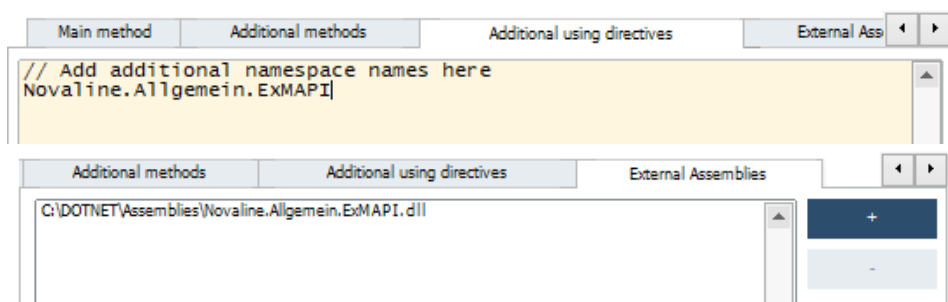 Main method Additional methods Additional using directives External Ass
// Add additional namespace names here
Novaline.Allgemein.ExMAPI
Additional methods Additional using directives External Assemblies
C:\DOTNET\Assemblies\Novaline.Allgemein.ExMAPI.dll
+
-